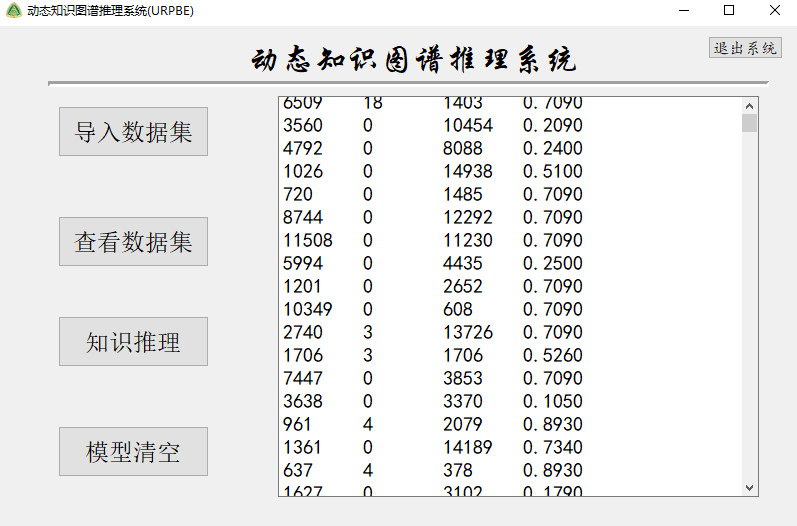 动态知识图谱推理系统(URPBE)
动态知识图谱推理系统
退出系统
导入数据集
查看数据集
知识推理
模型清空
6509 18 1403 0.7090
3560 0 10454 0.2090
4792 0 8088 0.2400
1026 0 14938 0.5100
720 0 1485 0.7090
8744 0 12292 0.7090
11508 0 11230 0.7090
5994 0 4435 0.2500
1201 0 2652 0.7090
10349 0 608 0.7090
2740 3 13726 0.7090
1706 3 1706 0.5260
7447 0 3853 0.7090
3638 0 3370 0.1050
961 4 2079 0.8930
1361 0 14189 0.7340
637 4 378 0.8930
1627 0 3102 0.1790